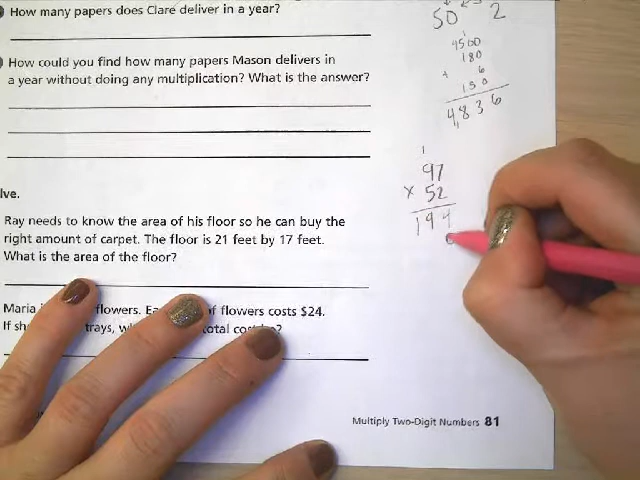 How many papers does Clare deliver in a year?
50 2
4500
180
6
150
4,836
How could you find how many papers Mason delivers in
a year without doing any multiplication? What is the answer?
1
97
x 52
194
lve.
Ray needs to know the area of his floor so he can buy the
right amount of carpet. The floor is 21 feet by 17 feet.
What is the area of the floor?
Maria flowers. of flowers costs $24.
If trays,
Multiply Two-Digit Numbers 81